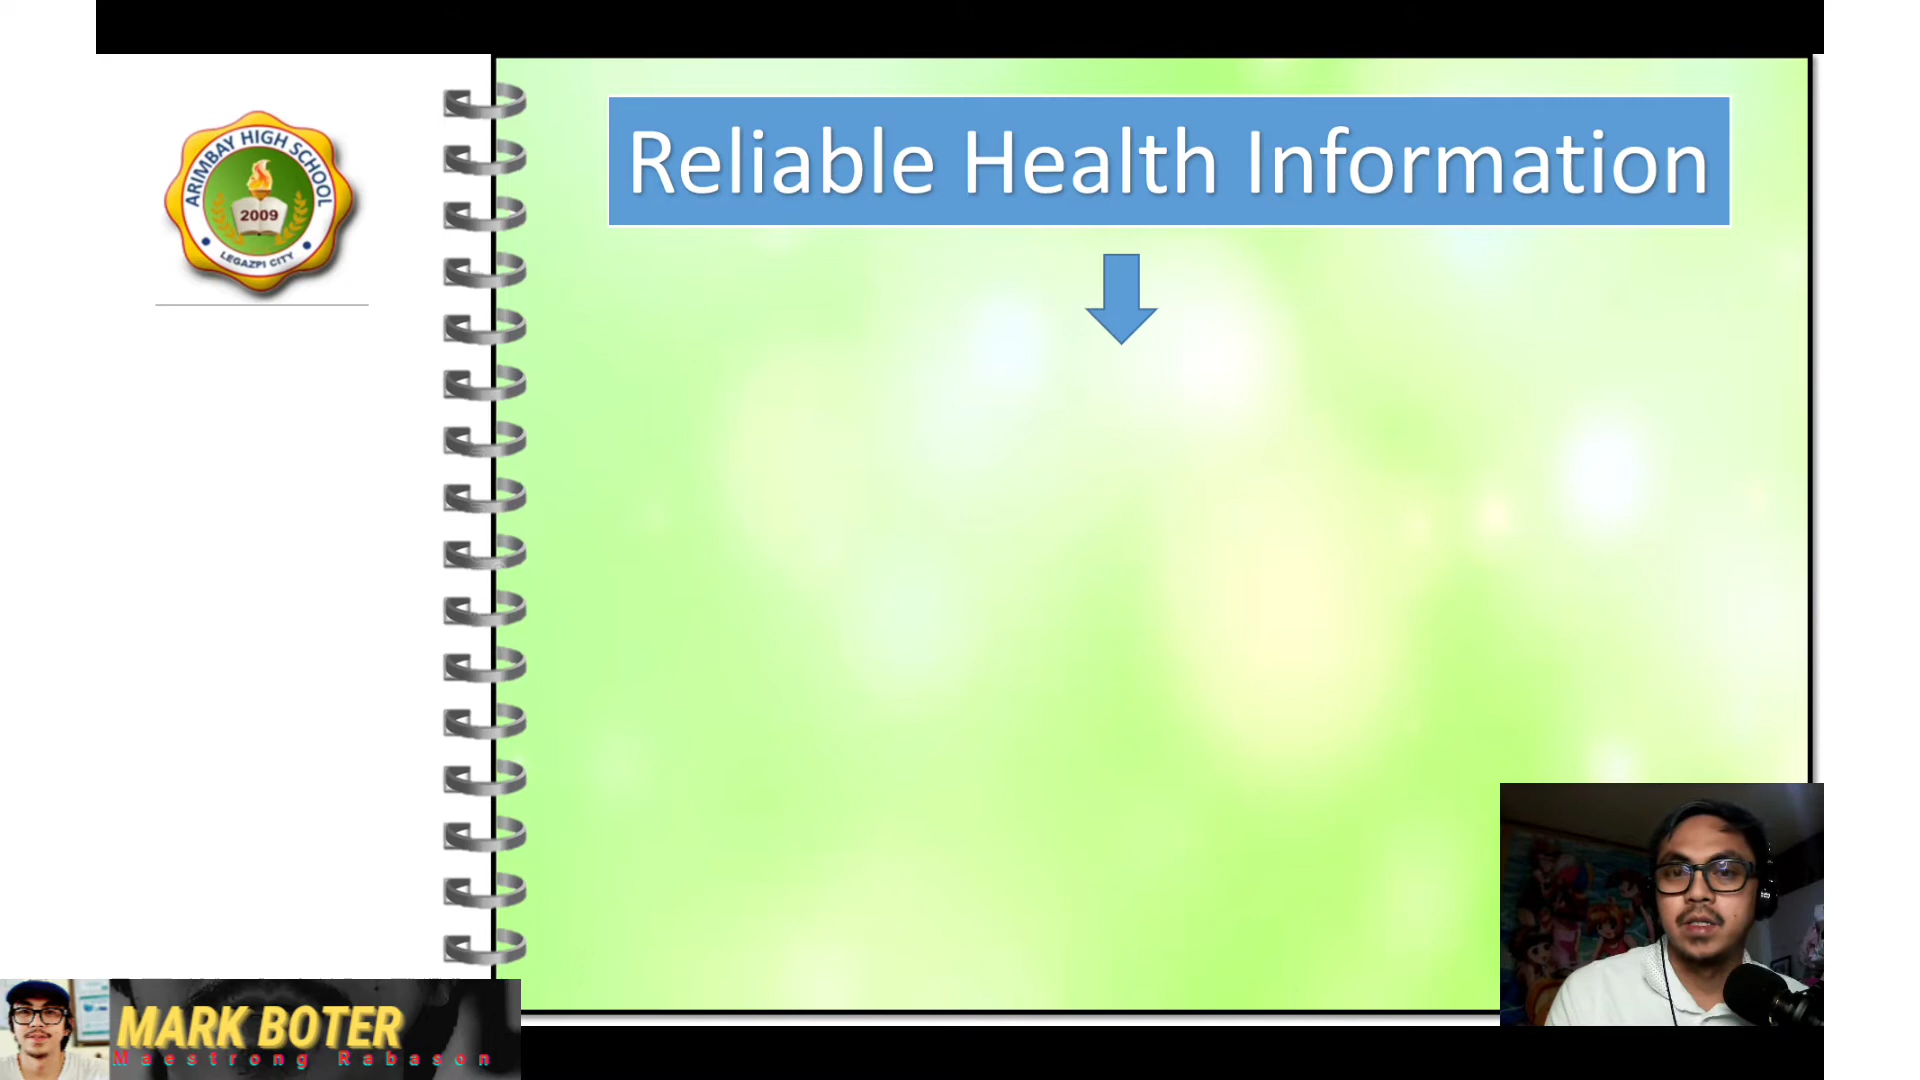 Reliable Health Information
ARIMBAY HIGH SCHOOL
2009
LEGAZPI CITY
MARK BOTER
Maestrong Rabason